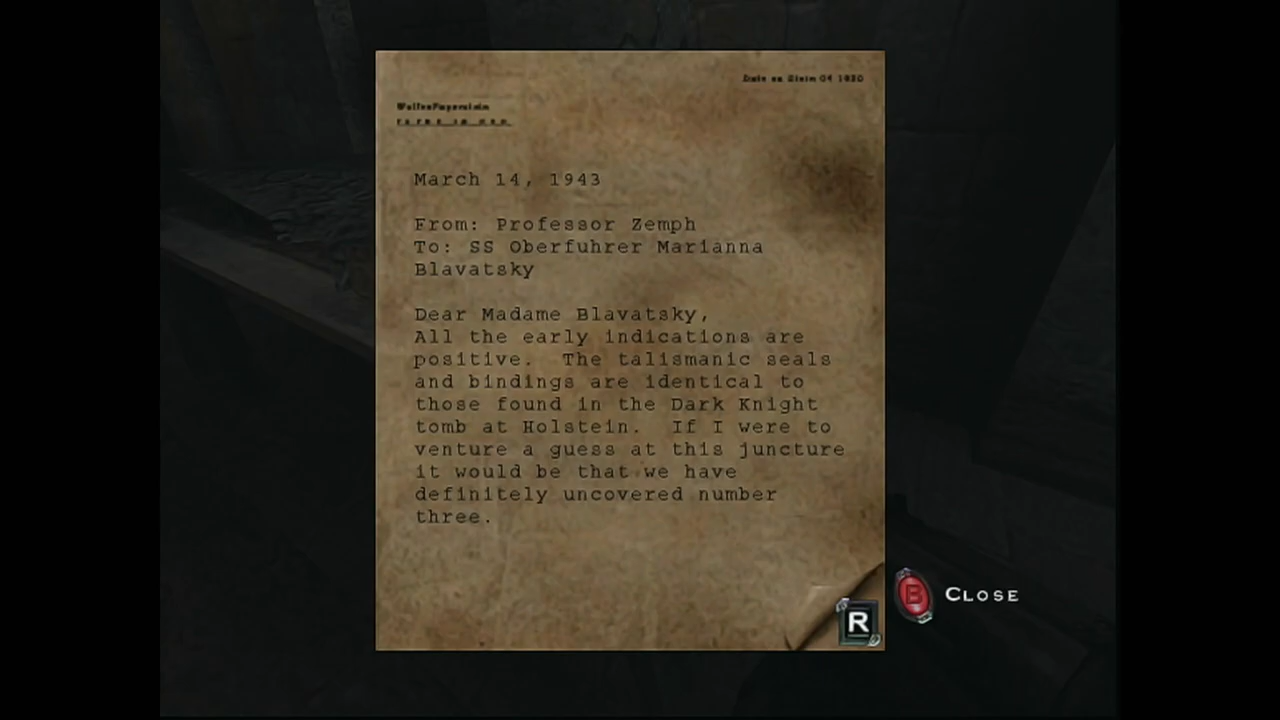 March 14, 1943
From: Professor Zemph
To: SS Oberfuhrer Marianna
Blavatsky
Dear Madame Blavatsky,
All the early indications are
positive.  The talismanic seals
and bindings are identical to
those found in the Dark Knight
tomb at Holstein.  If I were to
venture a guess at this juncture
it would be that we have
definitely uncovered number
three.
B CLOSE
R